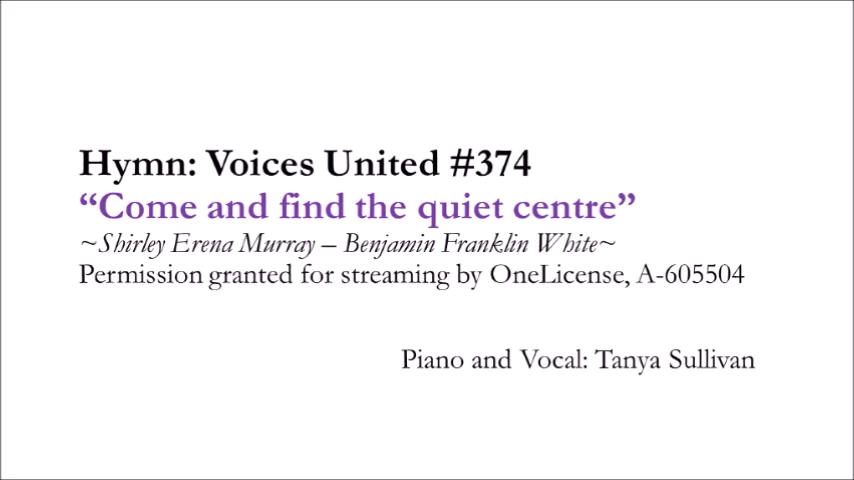 Hymn: Voices United #374
“Come and find the quiet centre”
~Shirley Erena Murray – Benjamin Franklin White~
Permission granted for streaming by OneLicense, A-605504
Piano and Vocal: Tanya Sullivan